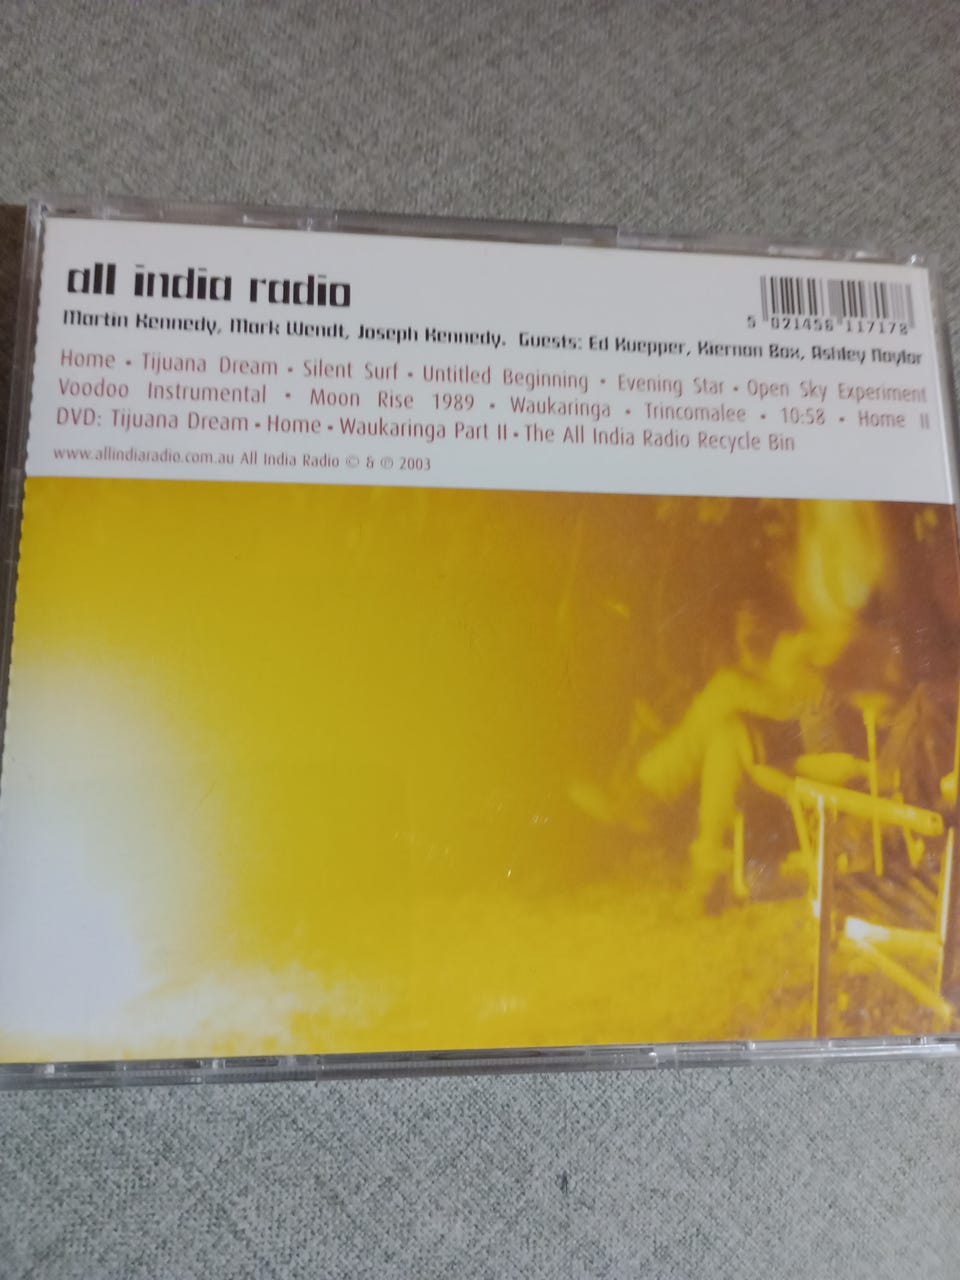 all india radio
5 021456 117178
Martin Kennedy, Mark Wendt, Joseph Kennedy. Guests: Ed Kuepper, Kiernan Box, Ashley Naylor
Home • Tijuana Dream • Silent Surf • Untitled Beginning • Evening Star • Open Sky Experiment
Voodoo Instrumental • Moon Rise 1989 • Waukaringa • Trincomalee • 10:58 • Home II
DVD: Tijuana Dream • Home • Waukaringa Part II • The All India Radio Recycle Bin
www.allindiaradio.com.au All India Radio © & ℗ 2003